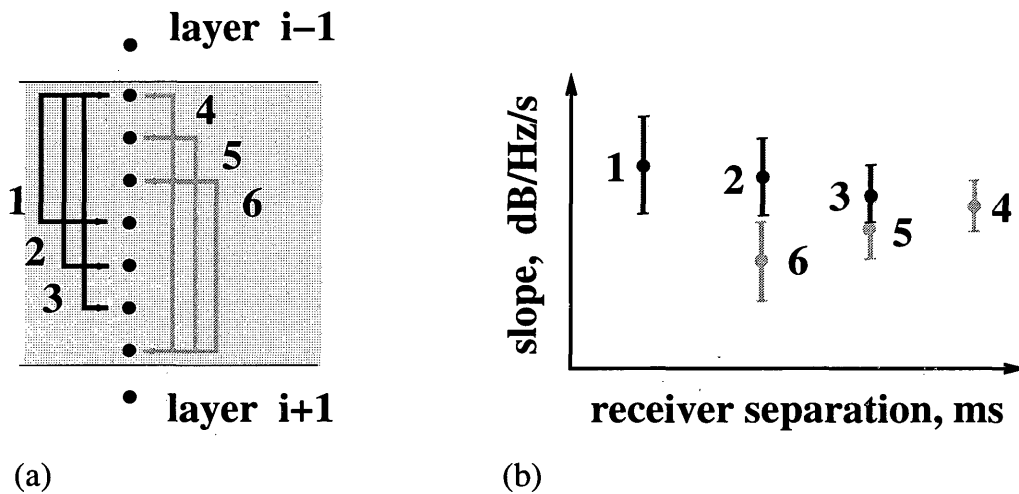 layer i−1
4
5
6
1
2
3
layer i+1
(a)
slope, dB/Hz/s
1
2
3
4
5
6
receiver separation, ms
(b)